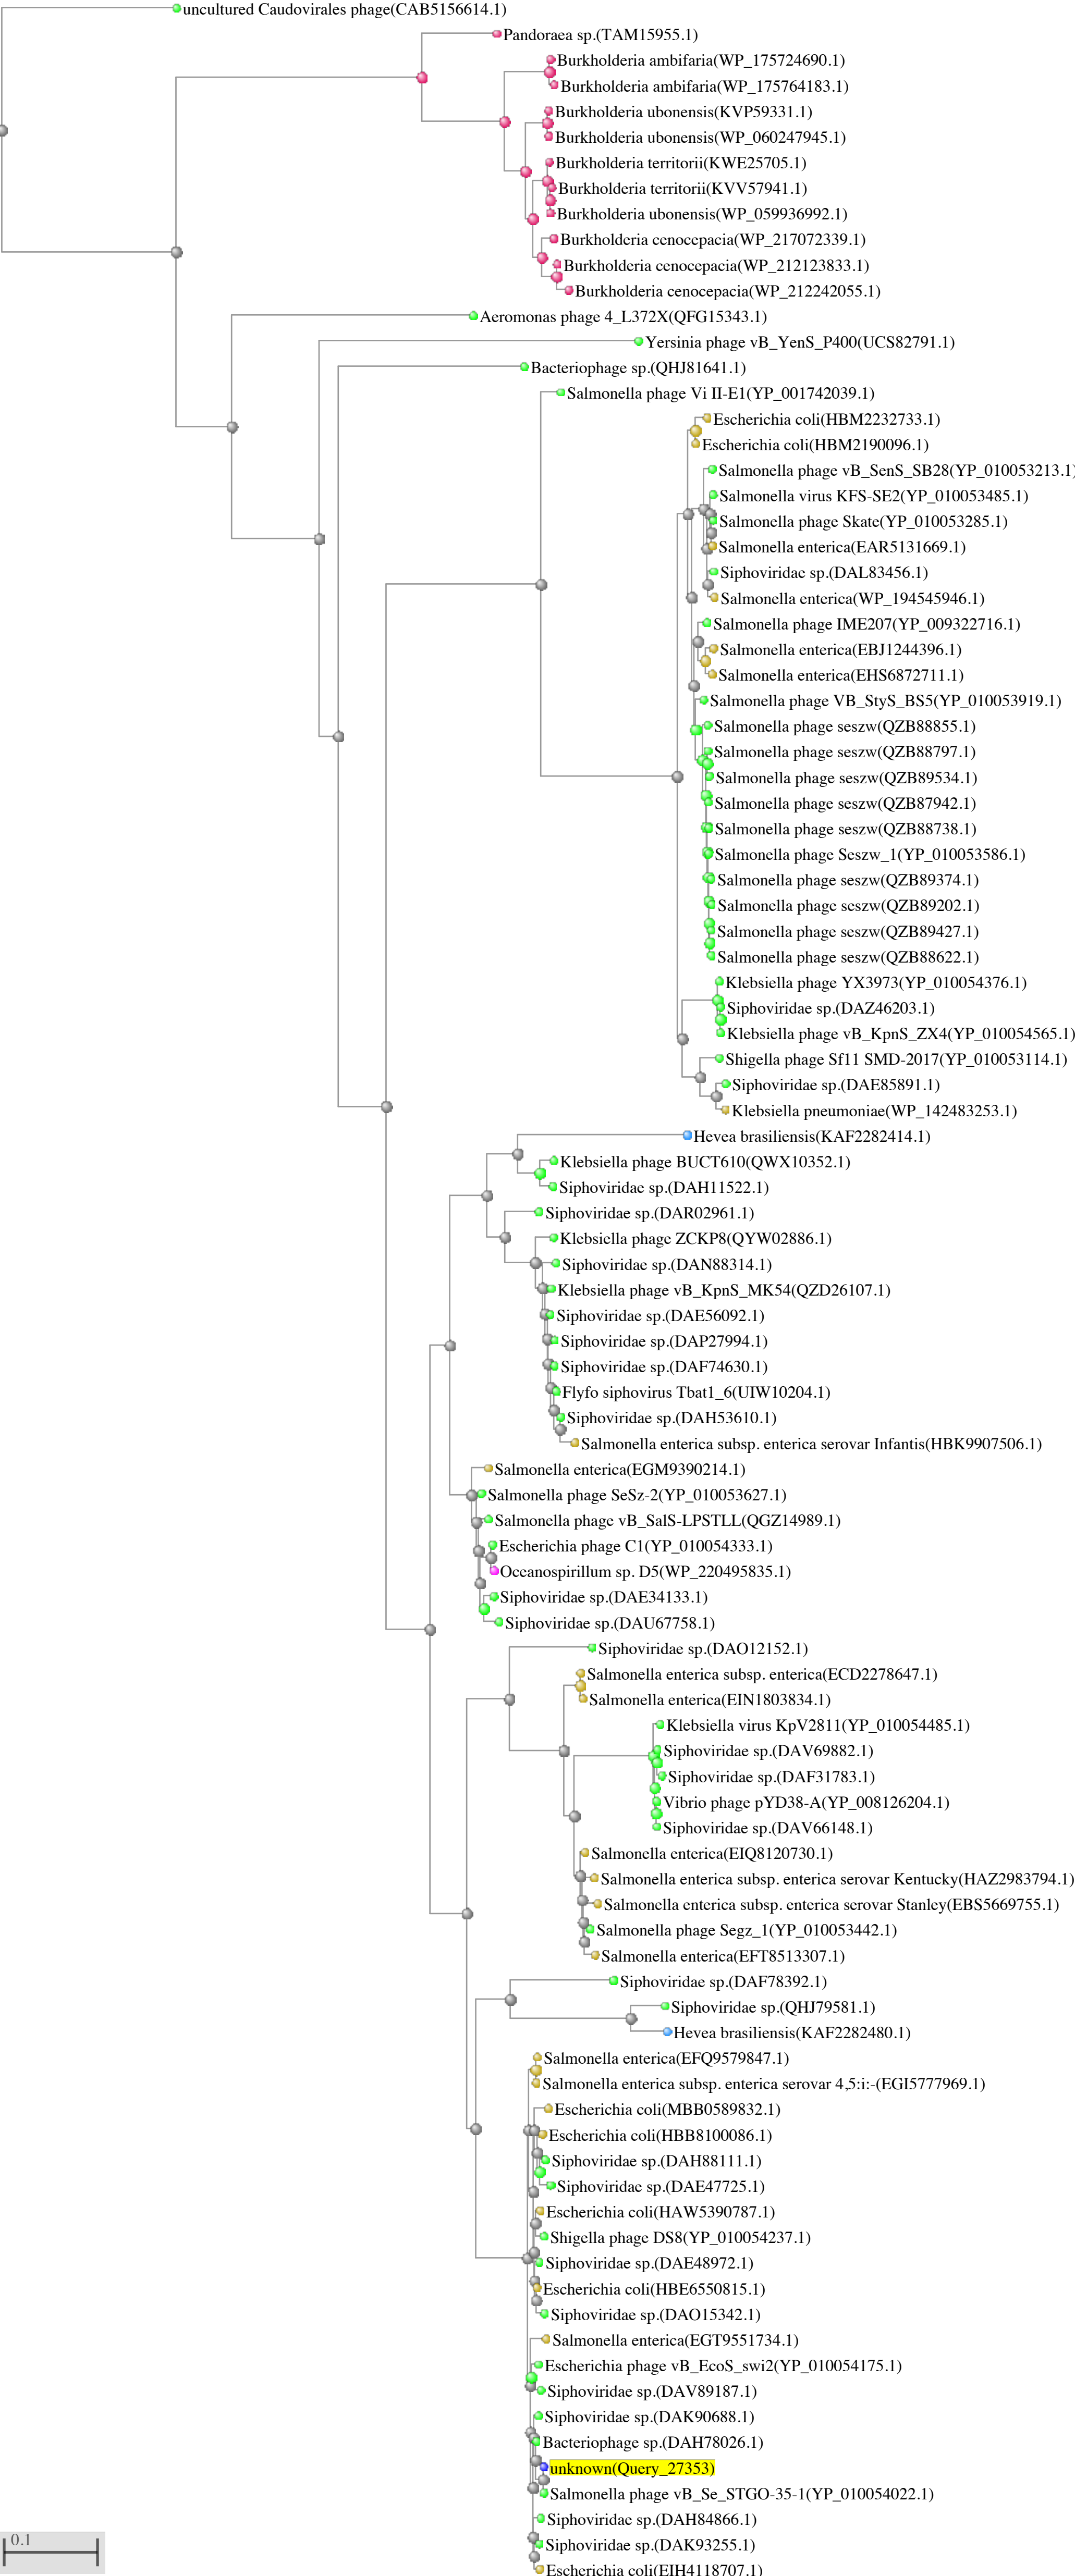 uncultured Caudovirales phage(CAB5156614.1)
Pandoraea sp.(TAM15955.1)
Burkholderia ambifaria(WP_175724690.1)
Burkholderia ambifaria(WP_175764183.1)
Burkholderia ubonensis(KVP59331.1)
Burkholderia ubonensis(WP_060247945.1)
Burkholderia territorii(KWE25705.1)
Burkholderia territorii(KVV57941.1)
Burkholderia ubonensis(WP_059936992.1)
Burkholderia cenocepacia(WP_217072339.1)
Burkholderia cenocepacia(WP_212123833.1)
Burkholderia cenocepacia(WP_212242055.1)
Aeromonas phage 4_L372X(QFG15343.1)
Yersinia phage vB_YenS_P400(UCS82791.1)
Bacteriophage sp.(QHJ81641.1)
Salmonella phage Vi II-E1(YP_001742039.1)
Escherichia coli(HBM2232733.1)
Escherichia coli(HBM2190096.1)
Salmonella phage vB_SenS_SB28(YP_010053213.1)
Salmonella virus KFS-SE2(YP_010053485.1)
Salmonella phage Skate(YP_010053285.1)
Salmonella enterica(EAR5131669.1)
Siphoviridae sp.(DAL83456.1)
Salmonella enterica(WP_194545946.1)
Salmonella phage IME207(YP_009322716.1)
Salmonella enterica(EBJ1244396.1)
Salmonella enterica(EHS6872711.1)
Salmonella phage VB_StyS_BS5(YP_010053919.1)
Salmonella phage seszw(QZB88855.1)
Salmonella phage seszw(QZB88797.1)
Salmonella phage seszw(QZB89534.1)
Salmonella phage seszw(QZB87942.1)
Salmonella phage seszw(QZB88738.1)
Salmonella phage Seszw_1(YP_010053586.1)
Salmonella phage seszw(QZB89374.1)
Salmonella phage seszw(QZB89202.1)
Salmonella phage seszw(QZB89427.1)
Salmonella phage seszw(QZB88622.1)
Klebsiella phage YX3973(YP_010054376.1)
Siphoviridae sp.(DAZ46203.1)
Klebsiella phage vB_KpnS_ZX4(YP_010054565.1)
Shigella phage Sf11 SMD-2017(YP_010053114.1)
Siphoviridae sp.(DAE85891.1)
Klebsiella pneumoniae(WP_142483253.1)
Hevea brasiliensis(KAF2282414.1)
Klebsiella phage BUCT610(QWX10352.1)
Siphoviridae sp.(DAH11522.1)
Siphoviridae sp.(DAR02961.1)
Klebsiella phage ZCKP8(QYW02886.1)
Siphoviridae sp.(DAN88314.1)
Klebsiella phage vB_KpnS_MK54(QZD26107.1)
Siphoviridae sp.(DAE56092.1)
Siphoviridae sp.(DAP27994.1)
Siphoviridae sp.(DAF74630.1)
Flyfo siphovirus Tbat1_6(UIW10204.1)
Siphoviridae sp.(DAH53610.1)
Salmonella enterica subsp. enterica serovar Infantis(HBK9907506.1)
Salmonella enterica(EGM9390214.1)
Salmonella phage SeSz-2(YP_010053627.1)
Salmonella phage vB_SalS-LPSTLL(QGZ14989.1)
Escherichia phage C1(YP_010054333.1)
Oceanospirillum sp. D5(WP_220495835.1)
Siphoviridae sp.(DAE34133.1)
Siphoviridae sp.(DAU67758.1)
Siphoviridae sp.(DAO12152.1)
Salmonella enterica subsp. enterica(ECD2278647.1)
Salmonella enterica(EIN1803834.1)
Klebsiella virus KpV2811(YP_010054485.1)
Siphoviridae sp.(DAV69882.1)
Siphoviridae sp.(DAF31783.1)
Vibrio phage pYD38-A(YP_008126204.1)
Siphoviridae sp.(DAV66148.1)
Salmonella enterica(EIQ8120730.1)
Salmonella enterica subsp. enterica serovar Kentucky(HAZ2983794.1)
Salmonella enterica subsp. enterica serovar Stanley(EBS5669755.1)
Salmonella phage Segz_1(YP_010053442.1)
Salmonella enterica(EFT8513307.1)
Siphoviridae sp.(DAF78392.1)
Siphoviridae sp.(QHJ79581.1)
Hevea brasiliensis(KAF2282480.1)
Salmonella enterica(EFQ9579847.1)
Salmonella enterica subsp. enterica serovar 4,5:i:-(EGI5777969.1)
Escherichia coli(MBB0589832.1)
Escherichia coli(HBB8100086.1)
Siphoviridae sp.(DAH88111.1)
Siphoviridae sp.(DAE47725.1)
Escherichia coli(HAW5390787.1)
Shigella phage DS8(YP_010054237.1)
Siphoviridae sp.(DAE48972.1)
Escherichia coli(HBE6550815.1)
Siphoviridae sp.(DAO15342.1)
Salmonella enterica(EGT9551734.1)
Escherichia phage vB_EcoS_swi2(YP_010054175.1)
Siphoviridae sp.(DAV89187.1)
Siphoviridae sp.(DAK90688.1)
Bacteriophage sp.(DAH78026.1)
unknown(Query_27353)
Salmonella phage vB_Se_STGO-35-1(YP_010054022.1)
Siphoviridae sp.(DAH84866.1)
Siphoviridae sp.(DAK93255.1)
Escherichia coli(EIH4118707.1)
0.1